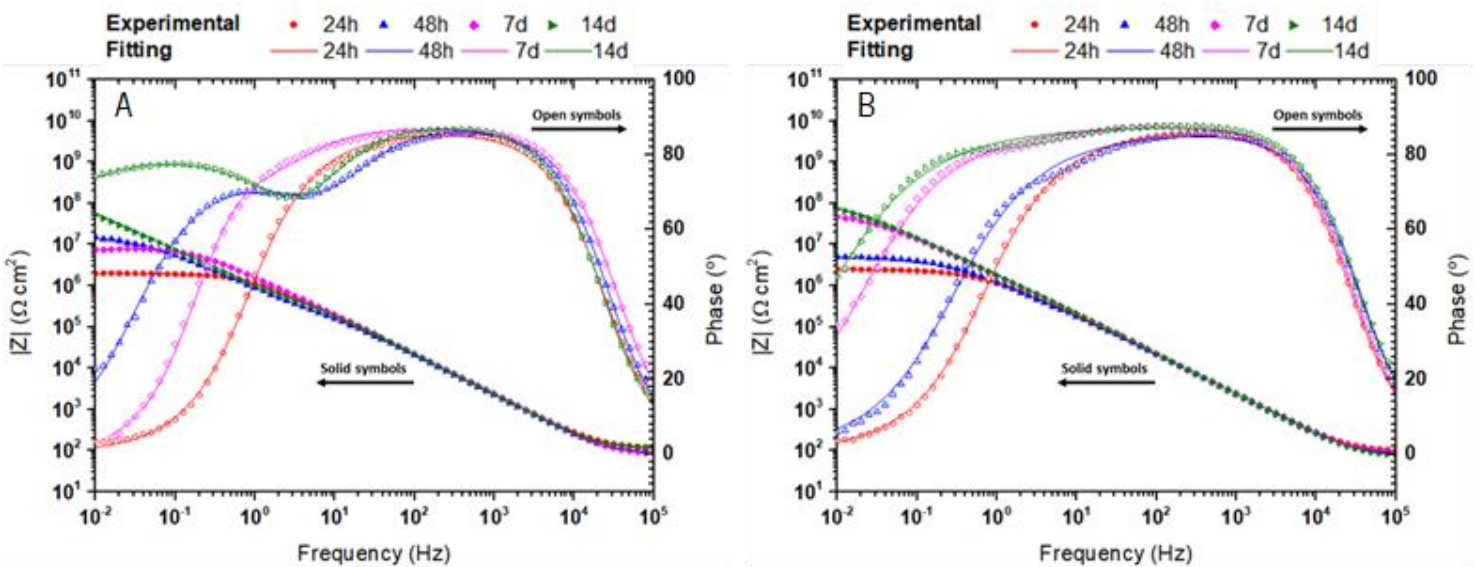 Experimental 24h 48h 7d 14d
Fitting 24h 48h 7d 14d
A
Open symbols
Solid symbols
10¹¹
10¹⁰
10⁹
10⁸
10⁷
10⁶
10⁵
10⁴
10³
10²
10¹
|Z| (Ω cm²)
100
80
60
40
20
0
Phase (º)
10⁻² 10⁻¹ 10⁰ 10¹ 10² 10³ 10⁴ 10⁵
Frequency (Hz)
Experimental 24h 48h 7d 14d
Fitting 24h 48h 7d 14d
B
Open symbols
Solid symbols
10¹¹
10¹⁰
10⁹
10⁸
10⁷
10⁶
10⁵
10⁴
10³
10²
10¹
|Z| (Ω cm²)
100
80
60
40
20
0
Phase (º)
10⁻² 10⁻¹ 10⁰ 10¹ 10² 10³ 10⁴ 10⁵
Frequency (Hz)